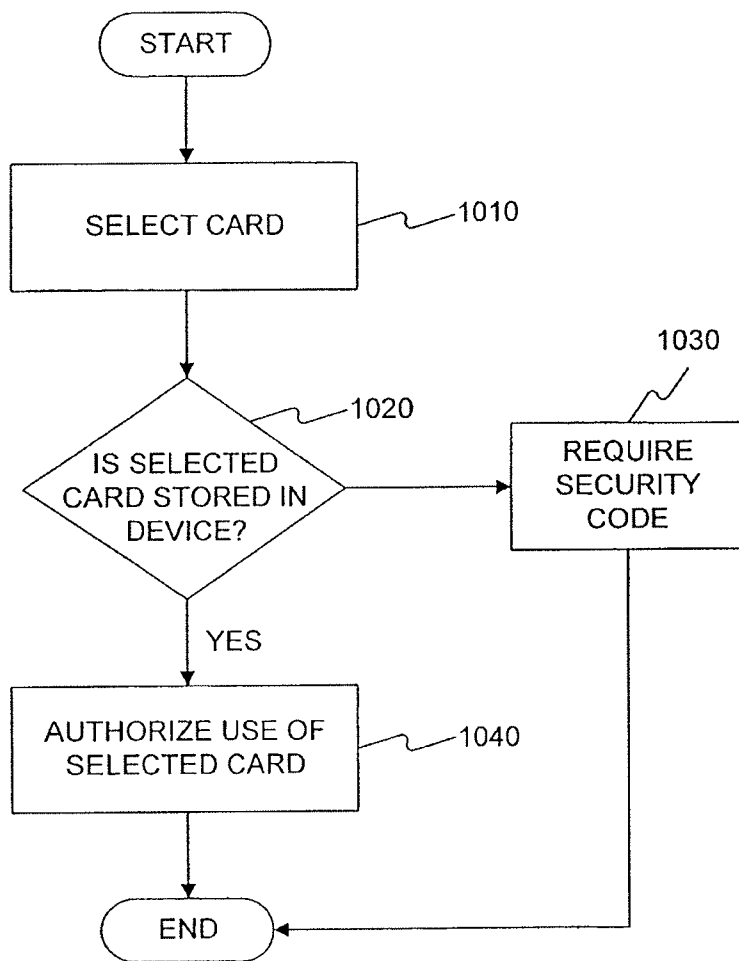 START
SELECT CARD
1010
1020
IS SELECTED
CARD STORED IN
DEVICE?
1030
REQUIRE
SECURITY
CODE
YES
AUTHORIZE USE OF
SELECTED CARD
1040
END